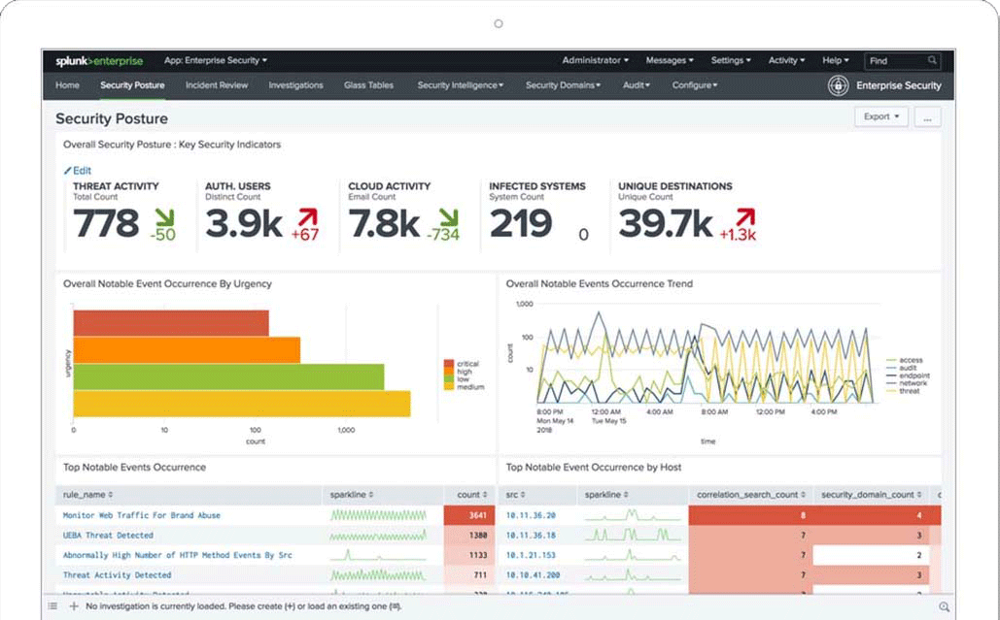 splunk>enterprise App: Enterprise Security Administrator Messages Settings Activity Help Find
Home Security Posture Incident Review Investigations Glass Tables Security Intelligence Security Domains Audit Configure Enterprise Security
Security Posture Export ...
Overall Security Posture : Key Security Indicators
Edit
THREAT ACTIVITY AUTH. USERS CLOUD ACTIVITY INFECTED SYSTEMS UNIQUE DESTINATIONS
Total Count Distinct Count Email Count System Count Unique Count
778 -50 3.9k +67 7.8k -734 219 0 39.7k +1.3k
Overall Notable Event Occurrence By Urgency
urgency
critical
high
low
medium
0 10 100 1,000
count
Overall Notable Events Occurrence Trend
1,000
100
10
count
access
audit
endpoint
network
threat
8:00 PM 12:00 AM 4:00 AM 8:00 AM 12:00 PM 4:00 PM
Mon May 14 Tue May 15
2018
time
Top Notable Events Occurrence
rule_name sparkline count
Monitor Web Traffic For Brand Abuse 3641
UEBA Threat Detected 1380
Abnormally High Number of HTTP Method Events By Src 1133
Threat Activity Detected 711
Top Notable Event Occurrence by Host
src sparkline correlation_search_count security_domain_count
10.11.36.20 8 4
10.11.36.18 7 3
10.1.21.153 7 2
10.10.41.200 7 3
No investigation is currently loaded. Please create (+) or load an existing one (≡).